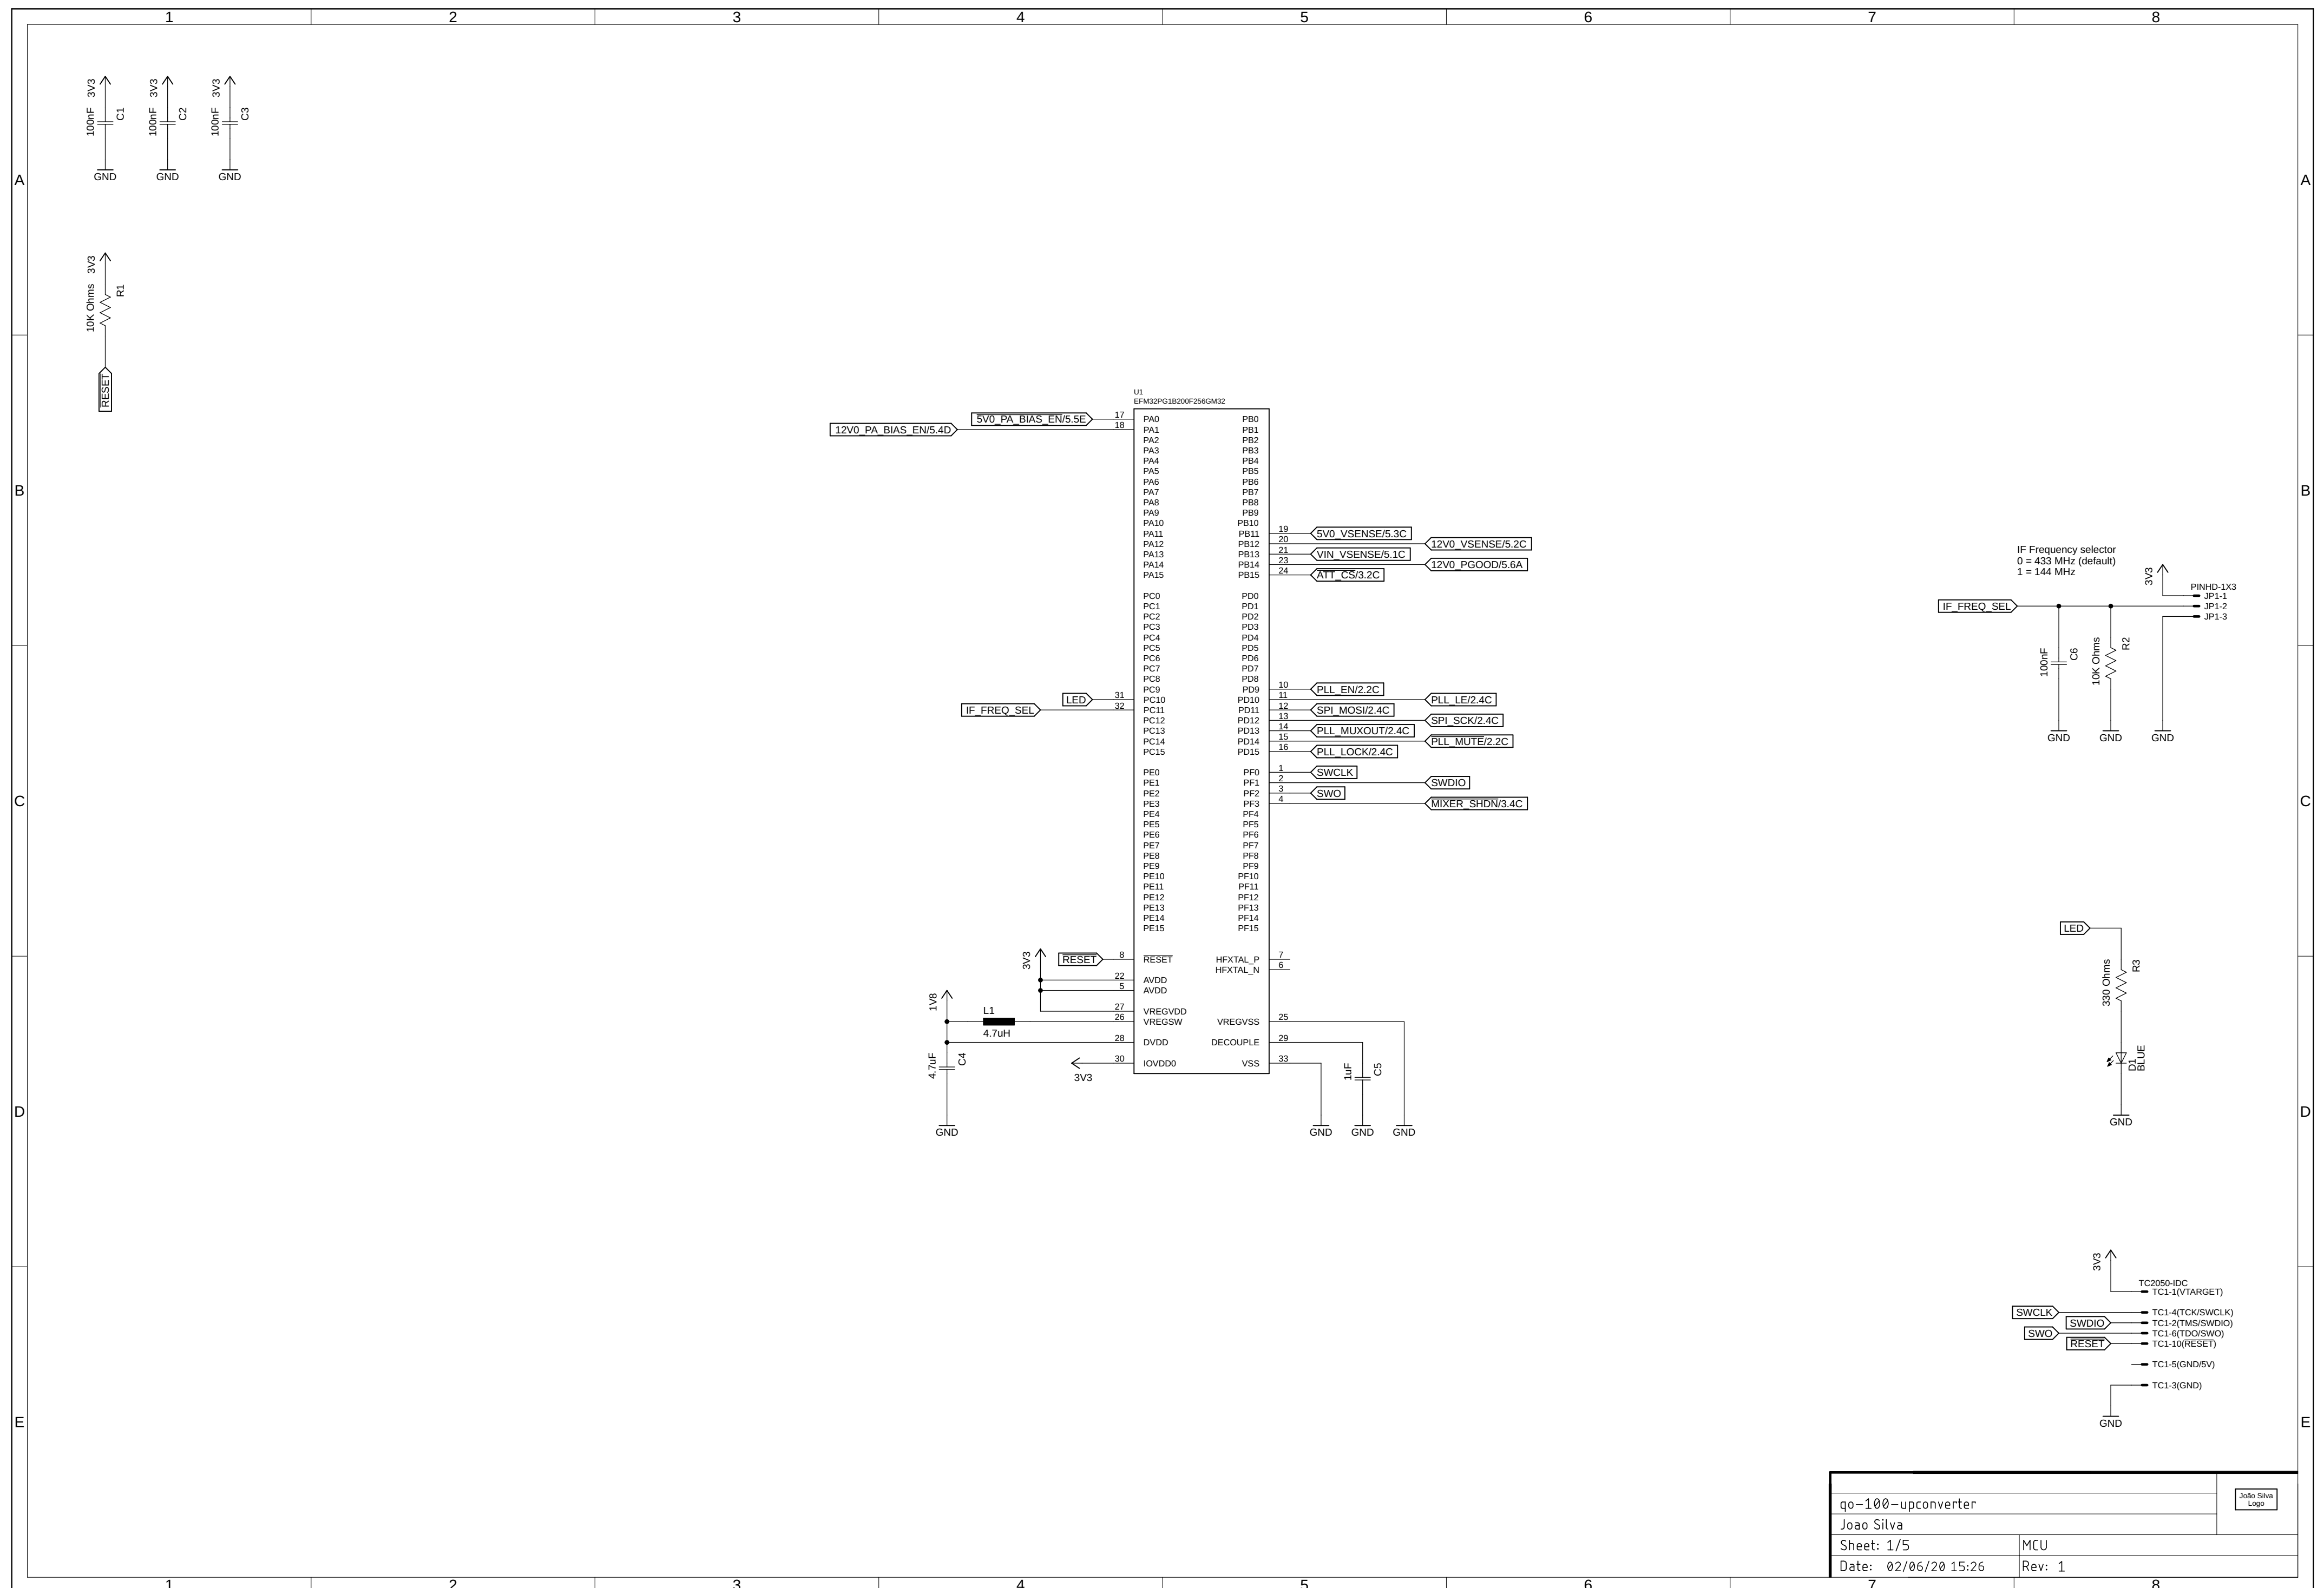 1 2 3 4 5 6 7 8
3V3 3V3 3V3
100nF C1 100nF C2 100nF C3
GND GND GND
A A
3V3
10K Ohms R1
RESET
U1
EFM32PG1B200F256GM32
5V0_PA_BIAS_EN/5.5E 17 PA0 PB0
12V0_PA_BIAS_EN/5.4D 18 PA1 PB1
PA2 PB2
PA3 PB3
PA4 PB4
PA5 PB5
PA6 PB6
PA7 PB7
PA8 PB8
PA9 PB9
PA10 PB10
PA11 PB11 19 5V0_VSENSE/5.3C
PA12 PB12 20 12V0_VSENSE/5.2C
PA13 PB13 21 VIN_VSENSE/5.1C
PA14 PB14 23 12V0_PGOOD/5.6A
PA15 PB15 24 ATT_CS/3.2C
B B
IF Frequency selector
0 = 433 MHz (default)
1 = 144 MHz
3V3
PINHD-1X3
JP1-1
IF_FREQ_SEL JP1-2
JP1-3
100nF C6 10K Ohms R2
GND GND GND
PC0 PD0
PC1 PD1
PC2 PD2
PC3 PD3
PC4 PD4
PC5 PD5
PC6 PD6
PC7 PD7
PC8 PD8
PC9 PD9 10 PLL_EN/2.2C
LED 31 PC10 PD10 11 PLL_LE/2.4C
IF_FREQ_SEL 32 PC11 PD11 12 SPI_MOSI/2.4C
PC12 PD12 13 SPI_SCK/2.4C
PC13 PD13 14 PLL_MUXOUT/2.4C
PC14 PD14 15 PLL_MUTE/2.2C
PC15 PD15 16 PLL_LOCK/2.4C
PE0 PF0 1 SWCLK
PE1 PF1 2 SWDIO
PE2 PF2 3 SWO
PE3 PF3 4 MIXER_SHDN/3.4C
PE4 PF4
PE5 PF5
PE6 PF6
PE7 PF7
PE8 PF8
PE9 PF9
PE10 PF10
PE11 PF11
PE12 PF12
PE13 PF13
PE14 PF14
PE15 PF15
C C
3V3 RESET 8 RESET HFXTAL_P 7
HFXTAL_N 6
22 AVDD
5 AVDD
1V8
27 VREGVDD
L1 26 VREGSW VREGVSS 25
4.7uH
28 DVDD DECOUPLE 29
4.7uF C4
30 IOVDD0 VSS 33
3V3
1uF C5
GND GND GND GND
LED
330 Ohms R3
D1
BLUE
GND
D D
3V3
TC2050-IDC
TC1-1(VTARGET)
SWCLK TC1-4(TCK/SWCLK)
SWDIO TC1-2(TMS/SWDIO)
SWO TC1-6(TDO/SWO)
RESET TC1-10(RESET)
TC1-5(GND/5V)
TC1-3(GND)
GND
E E
qo-100-upconverter
João Silva
Logo
Joao Silva
Sheet: 1/5 MCU
Date: 02/06/20 15:26 Rev: 1
1 2 3 4 5 6 7 8